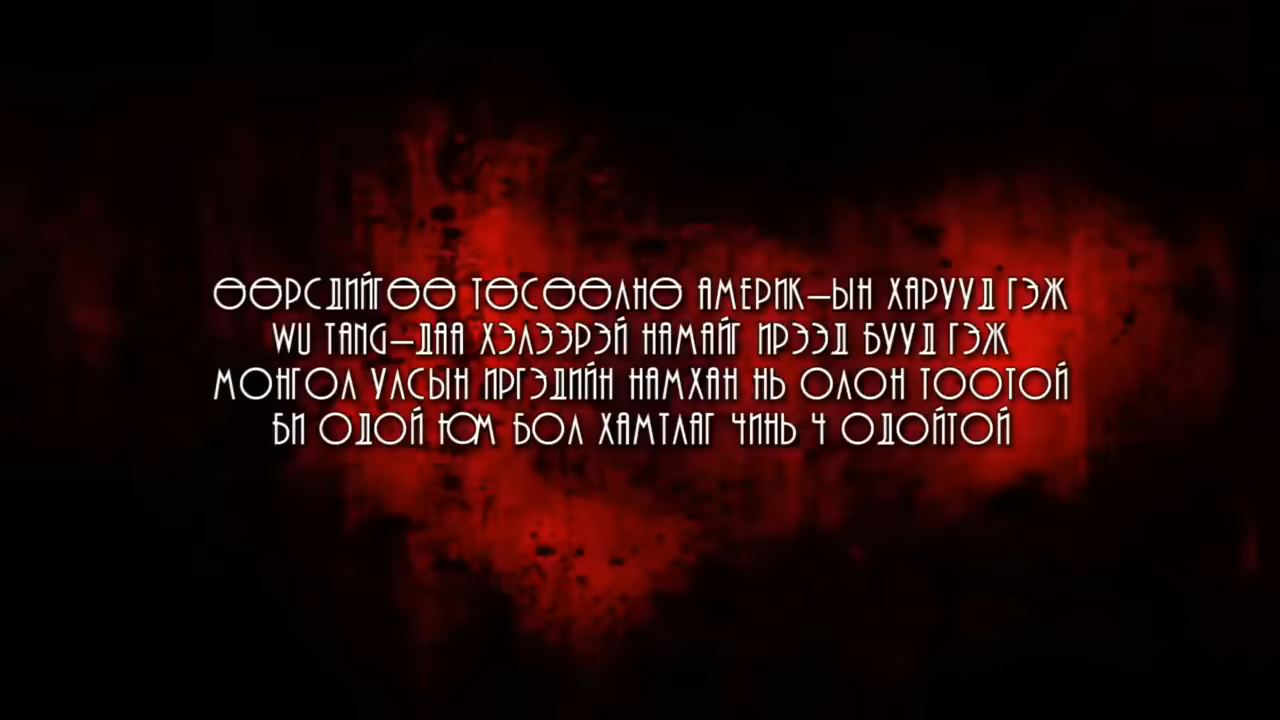 ӨӨРСДИЙГӨӨ ТӨСӨӨЛНӨ АМЕРИК-ЫН ХАРУУД ГЭЖ
WU TANG-ДАА ХЭЛЭЭРЭЙ НАМАЙГ ИРЭЭД БУУД ГЭЖ
МОНГОЛ УЛСЫН ИРГЭДИЙН НАМХАН НЬ ОЛОН ТООТОЙ
БИ ОДОЙ ЮМ БОЛ ХАМТЛАГ ЧИНЬ Ч ОДОЙТОЙ